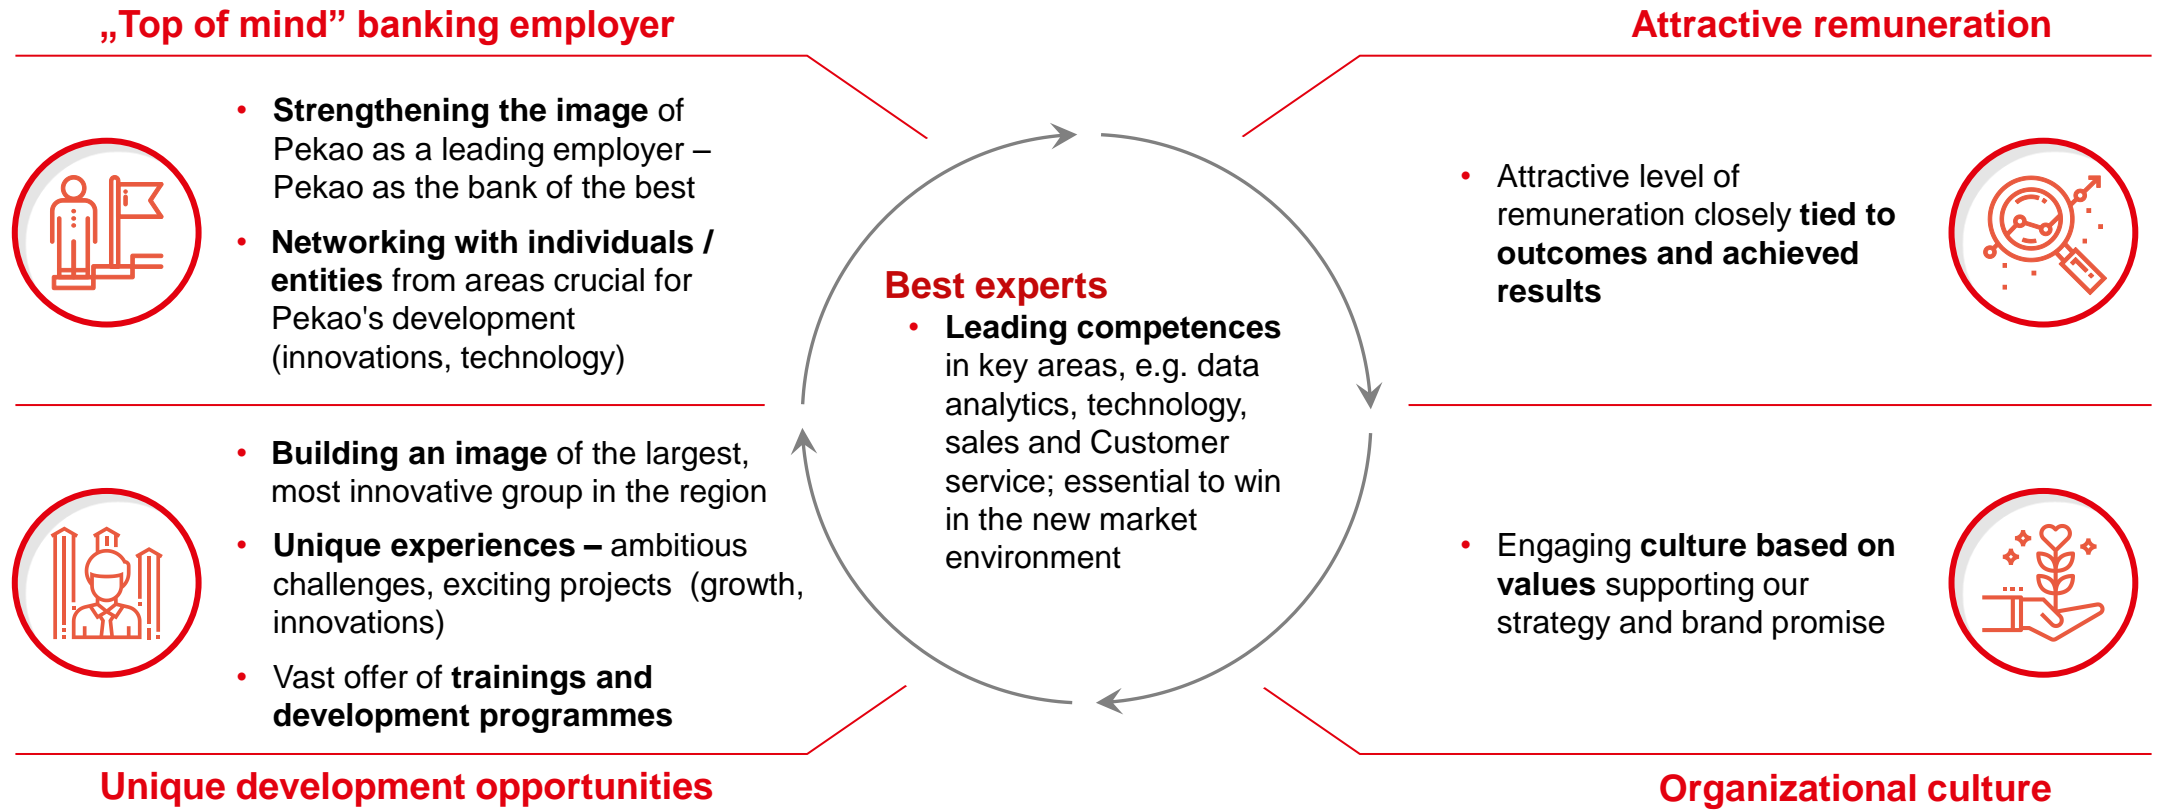 „Top of mind” banking employer
• Strengthening the image of
Pekao as a leading employer –
Pekao as the bank of the best
• Networking with individuals /
entities from areas crucial for
Pekao's development
(innovations, technology)
Attractive remuneration
• Attractive level of
remuneration closely tied to
outcomes and achieved
results
Best experts
• Leading competences
in key areas, e.g. data
analytics, technology,
sales and Customer
service; essential to win
in the new market
environment
• Building an image of the largest,
most innovative group in the region
• Unique experiences – ambitious
challenges, exciting projects  (growth,
innovations)
• Vast offer of trainings and
development programmes
Unique development opportunities
• Engaging culture based on
values supporting our
strategy and brand promise
Organizational culture